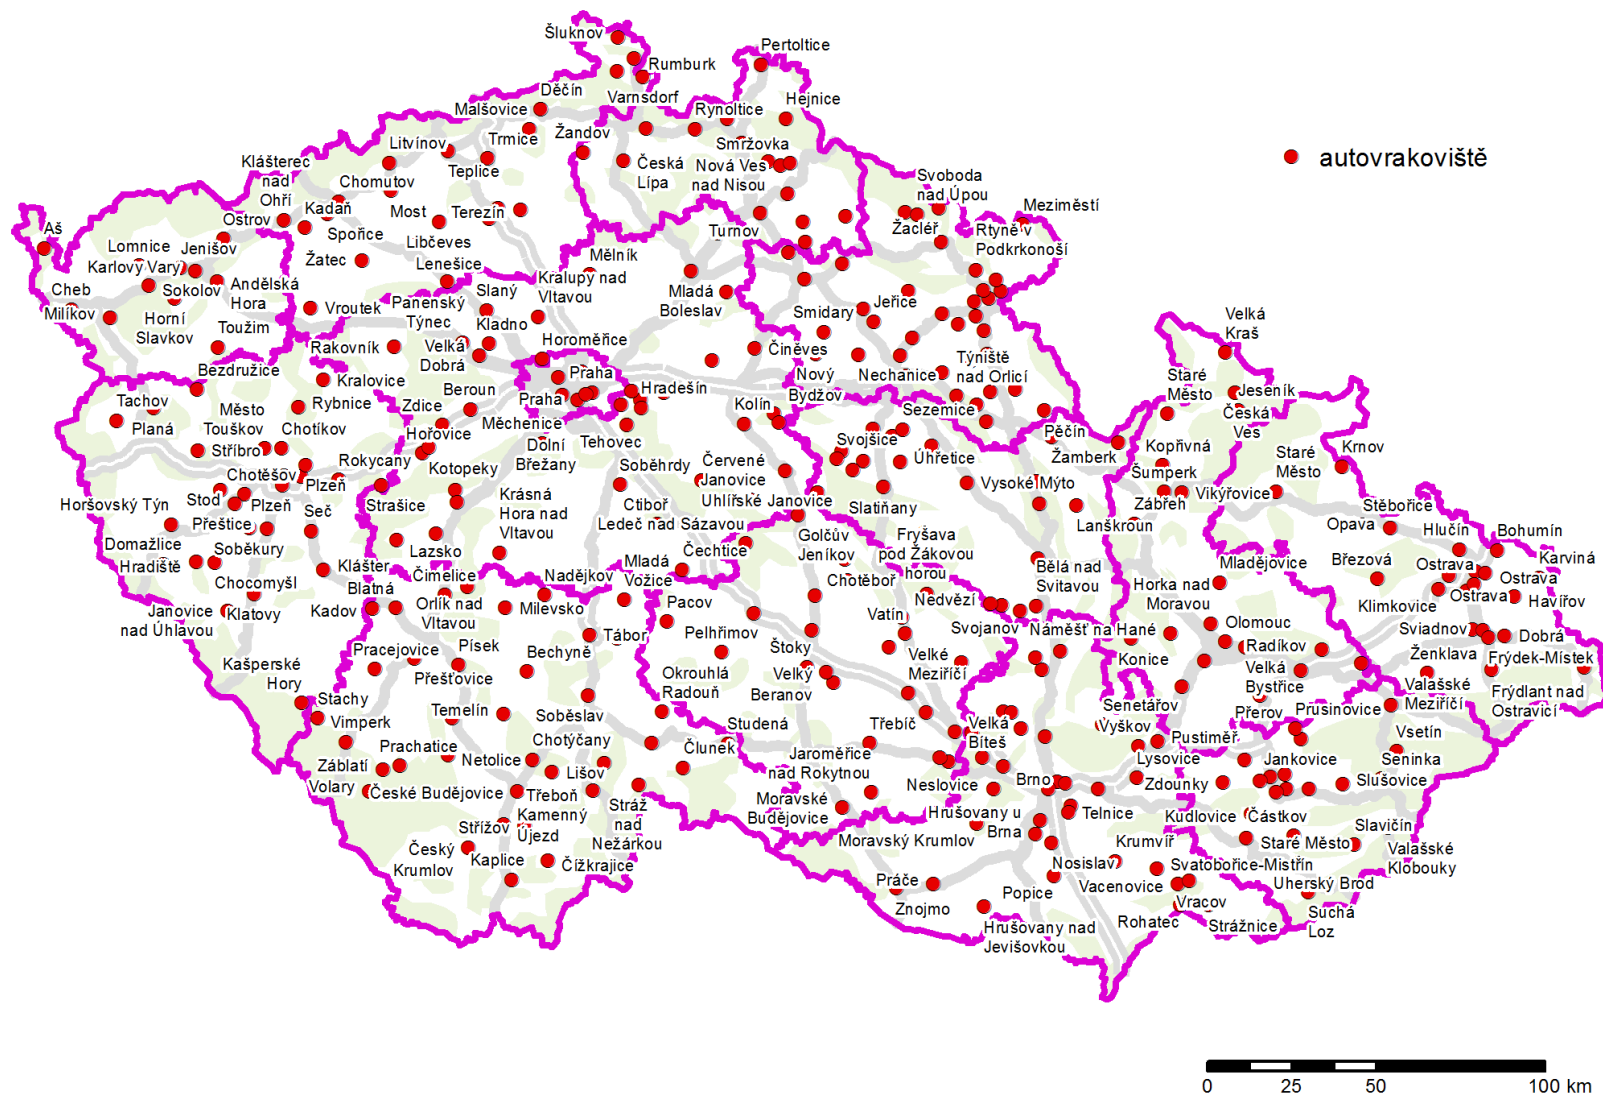 Šluknov
Pertoltice
Rumburk
Děčín
Varnsdorf
Hejnice
Malšovice
Rynoltice
Trmice
Žandov
Litvínov
Smržovka
autovrakoviště
Klášterec
nad
Ohří
Teplice
Česká
Lípa
Nová Ves
nad Nisou
Chomutov
Svoboda
nad Úpou
Kadaň
Most
Terezín
Meziměstí
Ostrov
Aš
Spořice
Turnov
Žacléř
Rtyně v
Podkrkonoší
Lomnice
Jenišov
Libčeves
Žatec
Lenešice
Mělník
Karlovy Vary
Kralupy nad
Vltavou
Cheb
Sokolov
Andělská
Hora
Slaný
Mladá
Boleslav
Milíkov
Vroutek
Panenský
Týnec
Jeřice
Smidary
Velká
Kraš
Horní
Slavkov
Toužim
Kladno
Rakovník
Velká
Dobrá
Horoměřice
Činěves
Týniště
nad Orlicí
Bezdružice
Kralovice
Beroun
Praha
Nový
Bydžov
Nechanice
Staré
Město
Jeseník
Tachov
Rybnice
Zdice
Praha
Hradešín
Kolín
Sezemice
Česká
Ves
Planá
Město
Touškov
Chotíkov
Hořovice
Měchenice
Dolní
Břežany
Tehovec
Svojšice
Pěčín
Kopřivná
Krnov
Stříbro
Rokycany
Kotopeky
Soběhrdy
Červené
Janovice
Úhřetice
Žamberk
Šumperk
Staré
Město
Chotěšov
Plzeň
Vysoké Mýto
Vikýřovice
Horšovský Týn
Stod
Plzeň
Seč
Strašice
Krásná
Hora nad
Vltavou
Ctiboř
Uhlířské Janovice
Slatiňany
Zábřeh
Stěbořice
Přeštice
Ledeč nad Sázavou
Lanškroun
Opava
Hlučín
Bohumín
Domažlice
Soběkury
Lazsko
Čechtice
Golčův
Jeníkov
Fryšava
pod Žákovou
horou
Březová
Karviná
Hradiště
Klášter
Čimelice
Mladá
Vožice
Nadějkov
Chotěboř
Bělá nad
Svitavou
Mladějovice
Ostrava
Ostrava
Chocomyšl
Blatná
Horka nad
Moravou
Ostrava
Havířov
Janovice
nad Úhlavou
Klatovy
Kadov
Orlík nad
Vltavou
Milevsko
Pacov
Nedvězí
Klimkovice
Vatín
Svojanov
Náměšť na Hané
Olomouc
Sviadnov
Dobrá
Pelhřimov
Tábor
Pracejovice
Písek
Bechyně
Štoky
Velké
Meziříčí
Konice
Radíkov
Ženklava
Frýdek-Místek
Kašperské
Hory
Přešťovice
Okrouhlá
Radouň
Velký
Beranov
Velká
Bystřice
Valašské
Meziříčí
Frýdlant nad
Ostravicí
Stachy
Temelín
Soběslav
Studená
Třebíč
Velká
Bíteš
Senetářov
Přerov
Prusinovice
Vimperk
Chotýčany
Vyškov
Pustiměř
Vsetín
Prachatice
Netolice
Člunek
Jaroměřice
nad Rokytnou
Lysovice
Jankovice
Seninka
Záblatí
Lišov
Brno
Volary
České Budějovice
Třeboň
Neslovice
Zdounky
Slušovice
Kamenný
Újezd
Stráž
nad
Nežárkou
Moravské
Budějovice
Hrušovany u
Brna
Telnice
Kudlovice
Částkov
Střížov
Slavičín
Český
Krumlov
Kaplice
Čížkrajice
Moravský Krumlov
Krumvíř
Staré Město
Valašské
Klobouky
Nosislav
Svatobořice-Mistřín
Práče
Popice
Vacenovice
Uherský Brod
Znojmo
Vracov
Hrušovany nad
Jevišovkou
Rohatec
Strážnice
Suchá
Loz
0 25 50 100 km